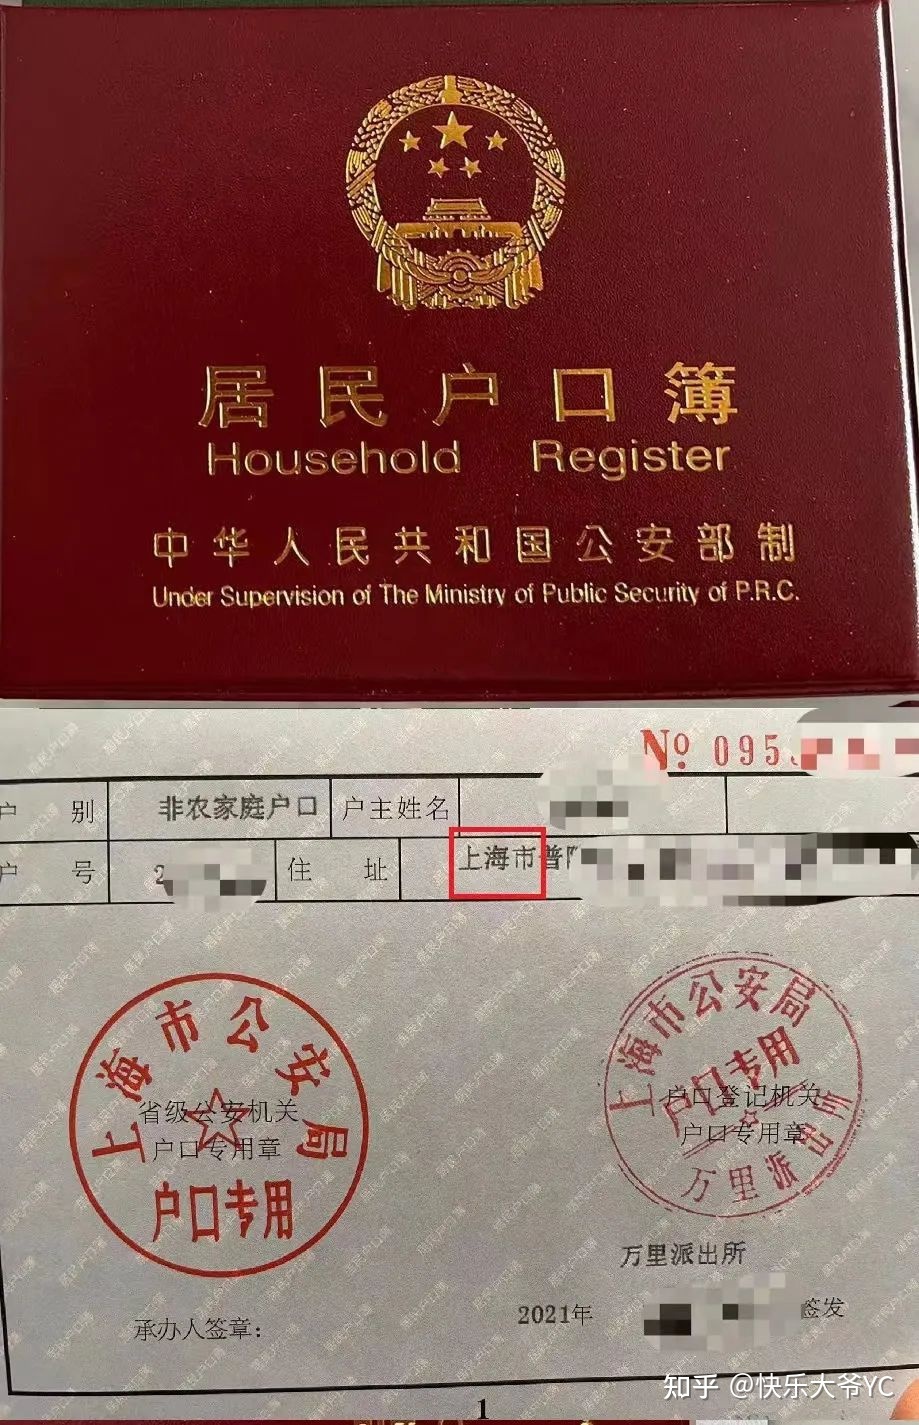 居民户口簿
Household Register
中华人民共和国公安部制
Under Supervision of The Ministry of Public Security of P.R.C.
No 095
户 别 非农家庭户口 户主姓名
户 号 2 住 址 上海市普
上海市公安局
省级公安机关
户口专用章
户口专用
上海市公安局
户口专用
户口登记机关
户口专用章
万里派出所
万里派出所
2021年 签发
承办人签章：
1
知乎 @快乐大爷YC